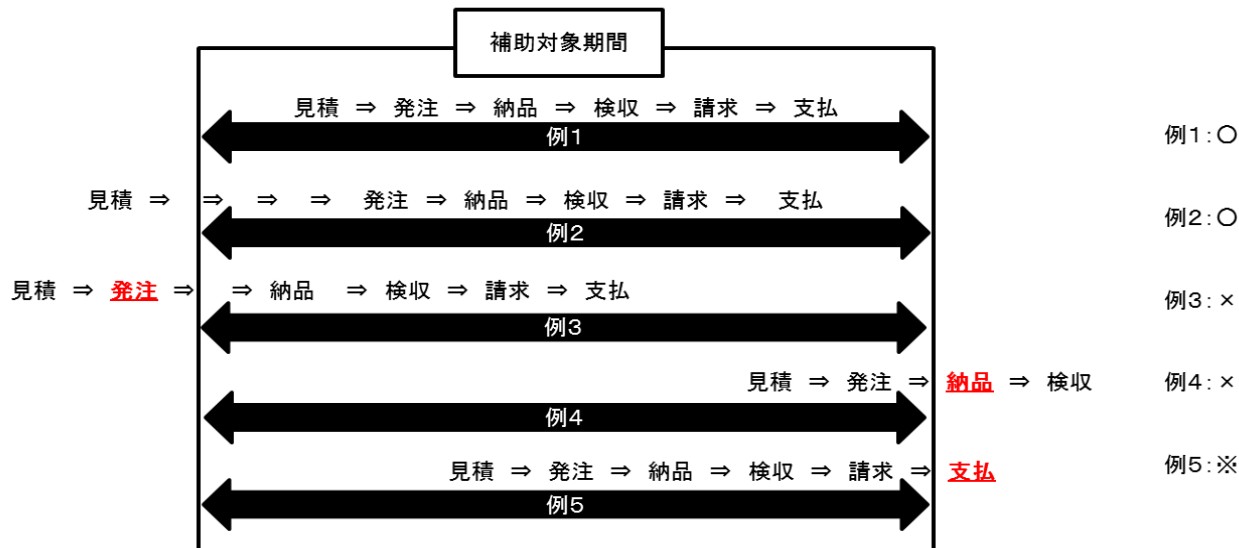 補助対象期間
見積 ⇒ 発注 ⇒ 納品 ⇒ 検収 ⇒ 請求 ⇒ 支払
例1
例1:○
見積 ⇒ ⇒ ⇒ ⇒ 発注 ⇒ 納品 ⇒ 検収 ⇒ 請求 ⇒ 支払
例2
例2:○
見積 ⇒ 発注 ⇒ ⇒ 納品 ⇒ 検収 ⇒ 請求 ⇒ 支払
例3
例3:×
見積 ⇒ 発注 ⇒ 納品 ⇒ 検収
例4
例4:×
見積 ⇒ 発注 ⇒ 納品 ⇒ 検収 ⇒ 請求 ⇒ 支払
例5
例5:※